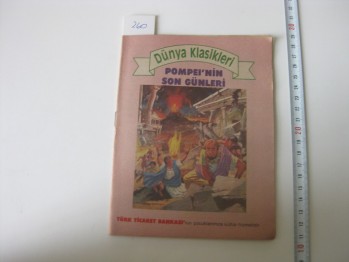 260
Dünya Klasikleri
POMPEI'NİN
SON GÜNLERİ
TÜRK TİCARET BANKASI